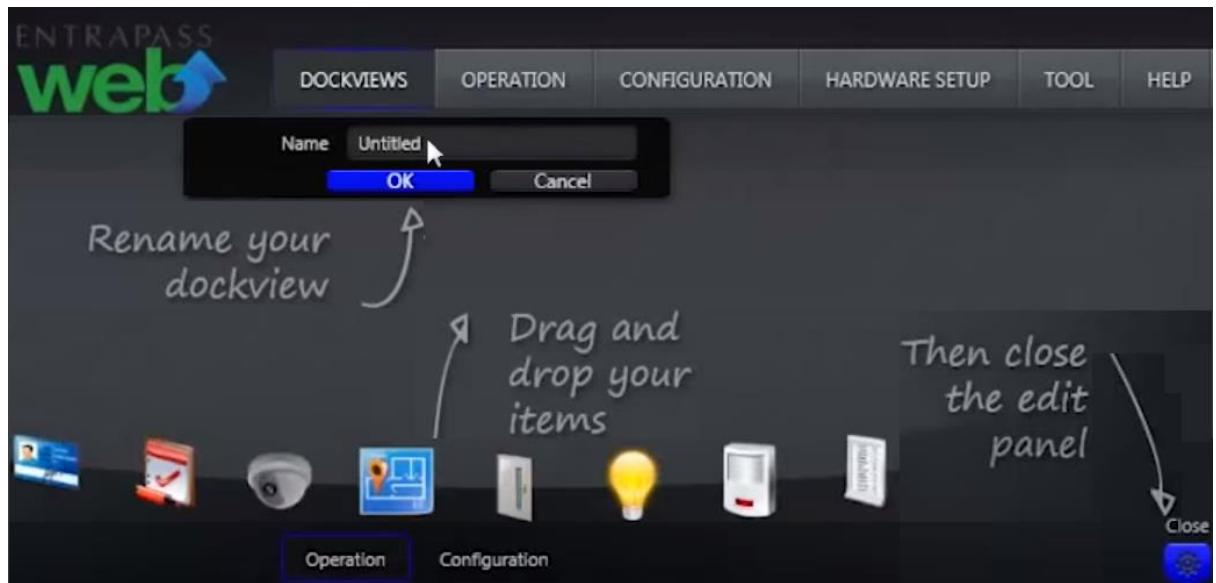 ENTRAPASS
web
DOCKVIEWS OPERATION CONFIGURATION HARDWARE SETUP TOOL HELP
Name Untitled
OK Cancel
Rename your
dockview
Drag and
drop your
items
Then close
the edit
panel
Close
Operation Configuration